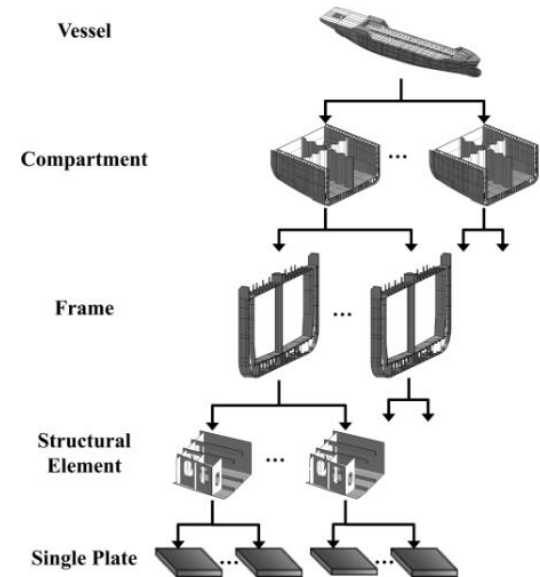 Vessel
Compartment
...
Frame
...
Structural
Element
...
Single Plate
...
...